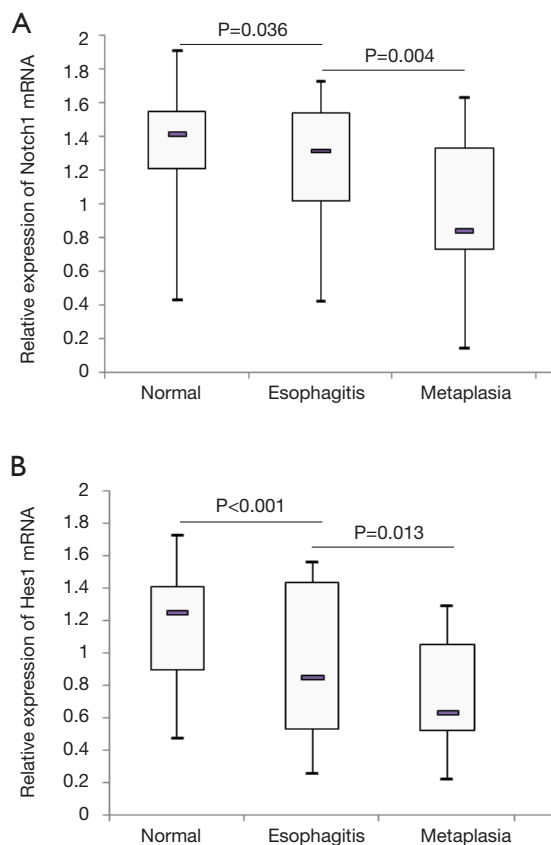 A
P=0.036
P=0.004
Relative expression of Notch1 mRNA
2
1.8
1.6
1.4
1.2
1
0.8
0.6
0.4
0.2
0
Normal Esophagitis Metaplasia
B
P<0.001
P=0.013
Relative expression of Hes1 mRNA
2
1.8
1.6
1.4
1.2
1
0.8
0.6
0.4
0.2
0
Normal Esophagitis Metaplasia